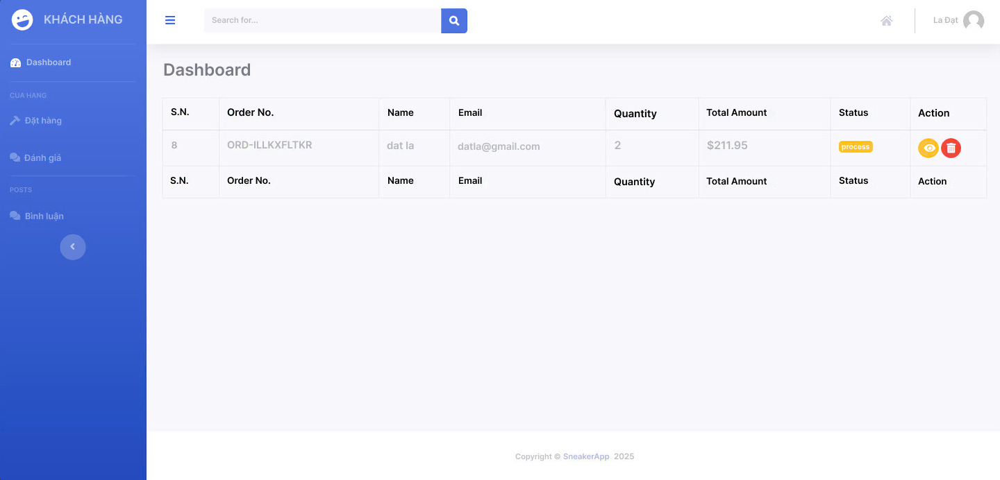 KHÁCH HÀNG
Search for...
La Đạt
Dashboard
CUA HANG
Đặt hàng
Đánh giá
POSTS
Bình luận
Dashboard
S.N. Order No. Name Email Quantity Total Amount Status Action
8 ORD-ILLKXFLTKR dat la datla@gmail.com 2 $211.95 process
S.N. Order No. Name Email Quantity Total Amount Status Action
Copyright © SneakerApp 2025